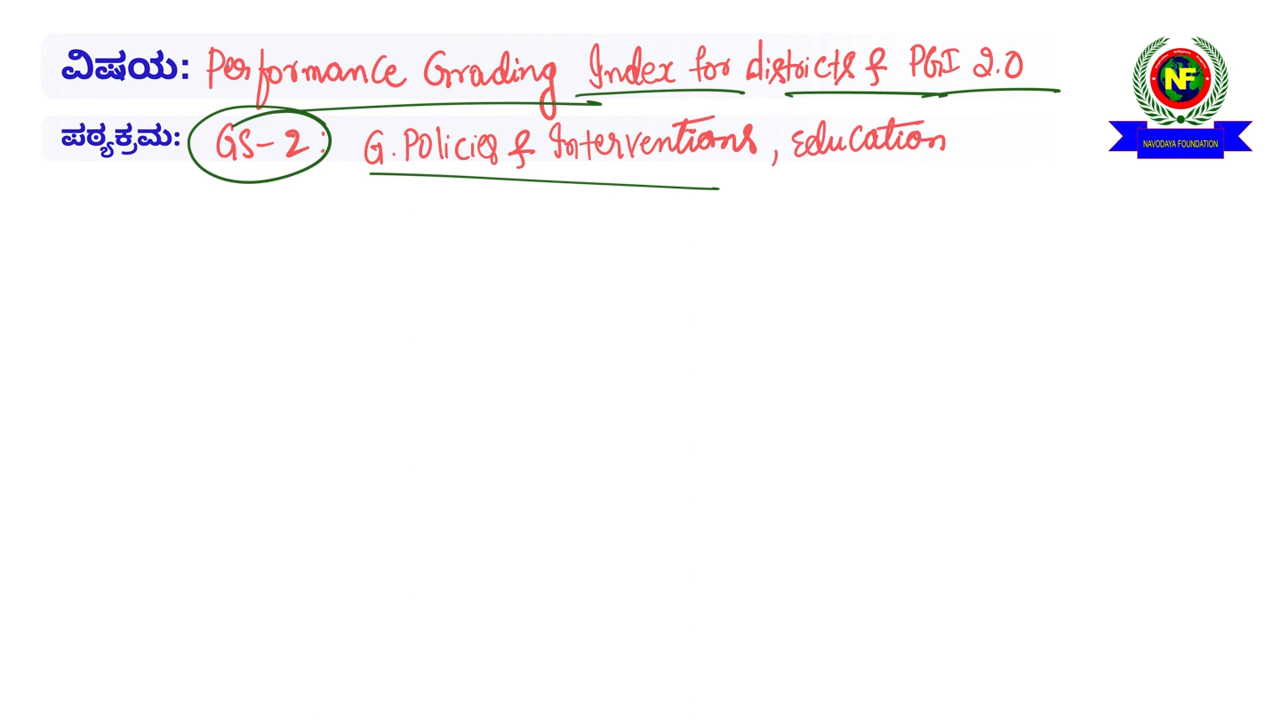 ವಿಷಯ: Performance Grading Index for districts & PGI 2.0
ಪಠ್ಯಕ್ರಮ: GS-2: G. Policies & Interventions, Education
NF
NAVODAYA FOUNDATION